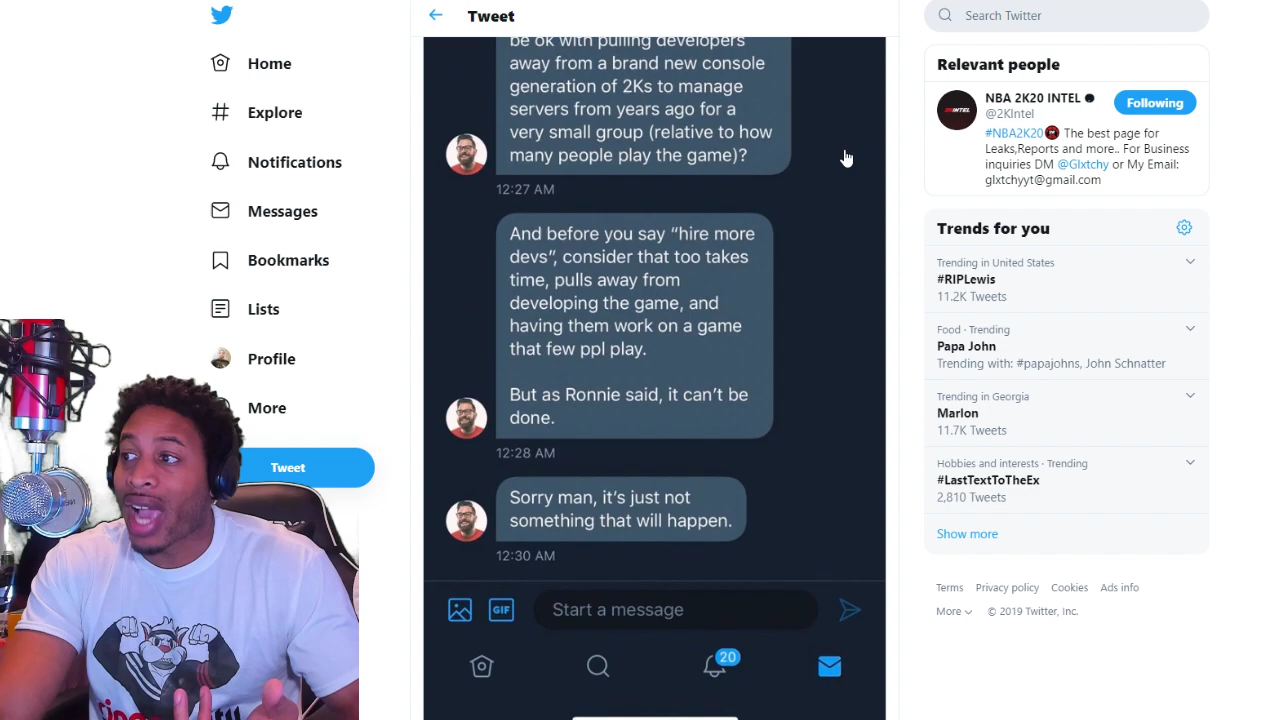 Home
Explore
Notifications
Messages
Bookmarks
Lists
Profile
More
Tweet
Tweet
be ok with pulling developers
away from a brand new console
generation of 2Ks to manage
servers from years ago for a
very small group (relative to how
many people play the game)?
12:27 AM
And before you say “hire more
devs”, consider that too takes
time, pulls away from
developing the game, and
having them work on a game
that few ppl play.
But as Ronnie said, it can’t be
done.
12:28 AM
Sorry man, it’s just not
something that will happen.
12:30 AM
GIF
Start a message
20
Search Twitter
Relevant people
NBA 2K20 INTEL
@2KIntel
Following
#NBA2K20 The best page for
Leaks,Reports and more.. For Business
inquiries DM @Glxtchy or My Email:
glxtchyyt@gmail.com
Trends for you
Trending in United States
#RIPLewis
11.2K Tweets
Food · Trending
Papa John
Trending with: #papajohns, John Schnatter
Trending in Georgia
Marlon
11.7K Tweets
Hobbies and interests · Trending
#LastTextToTheEx
2,810 Tweets
Show more
Terms Privacy policy Cookies Ads info
More © 2019 Twitter, Inc.